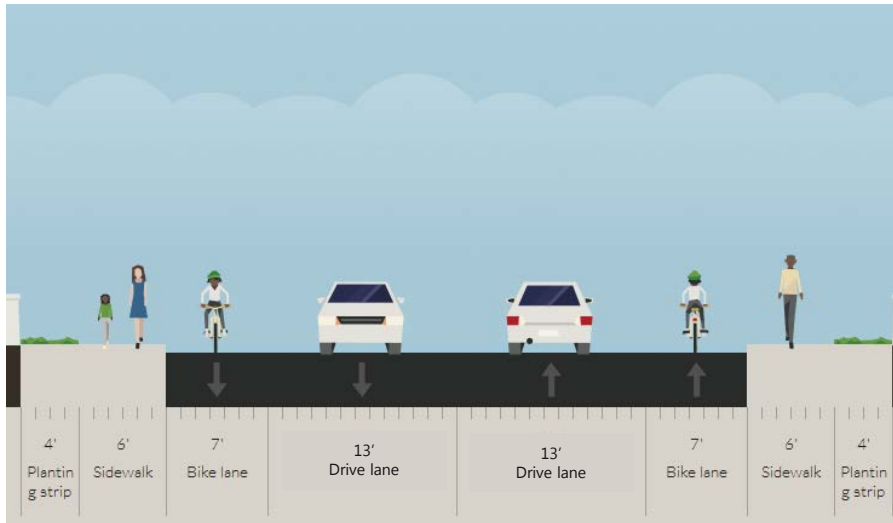 4'
Plantin
g strip
6'
Sidewalk
7'
Bike lane
13'
Drive lane
13'
Drive lane
7'
Bike lane
6'
Sidewalk
4'
Plantin
g strip